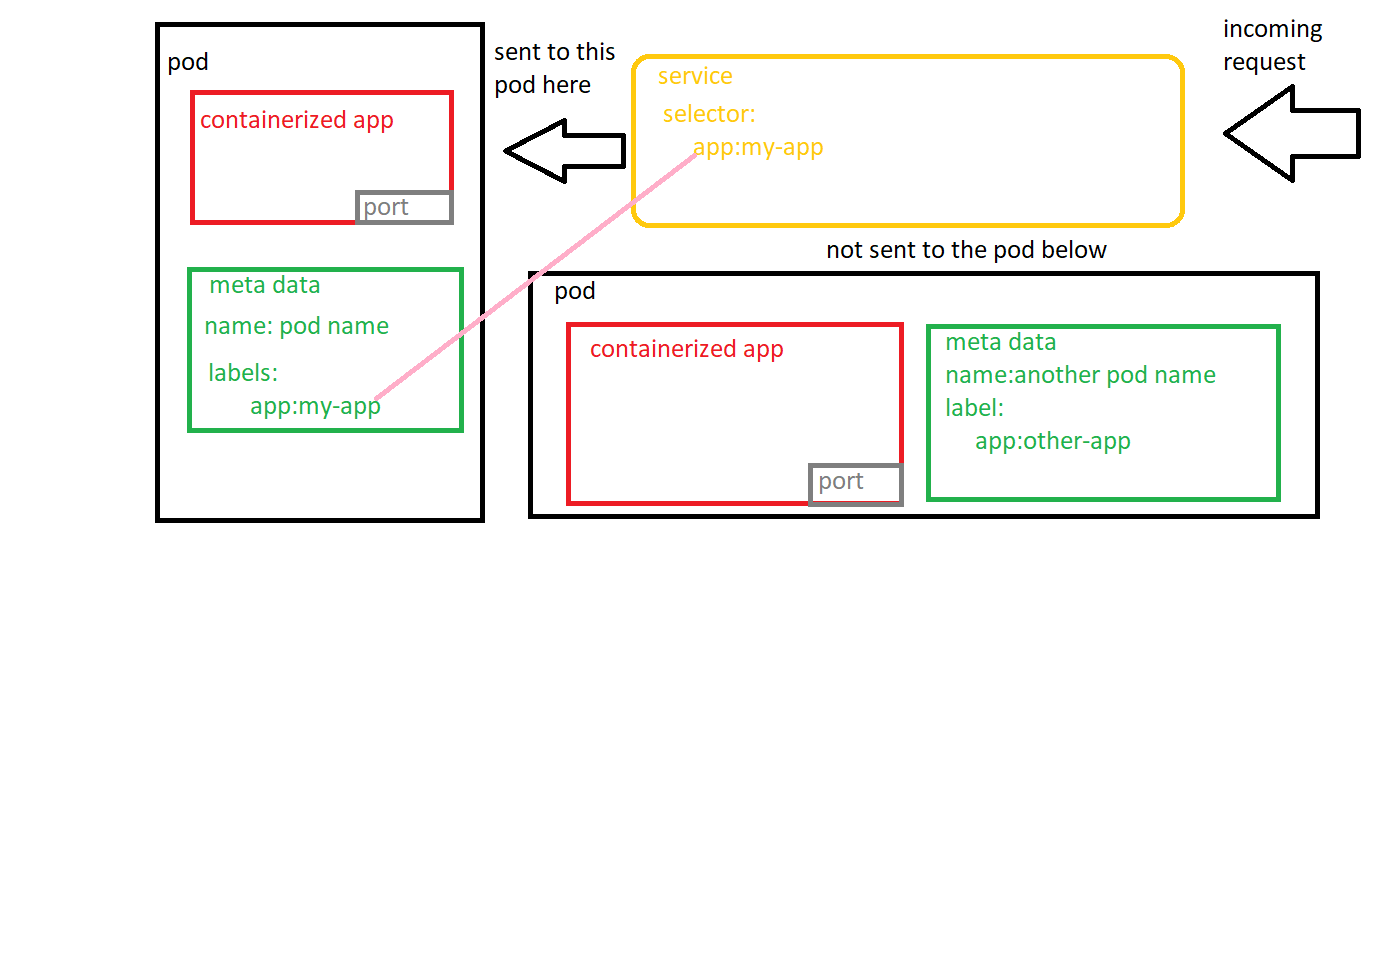 pod
containerized app
port
meta data
name: pod name
labels:
app:my-app
sent to this
pod here
service
selector:
app:my-app
incoming
request
not sent to the pod below
pod
containerized app
port
meta data
name:another pod name
label:
app:other-app